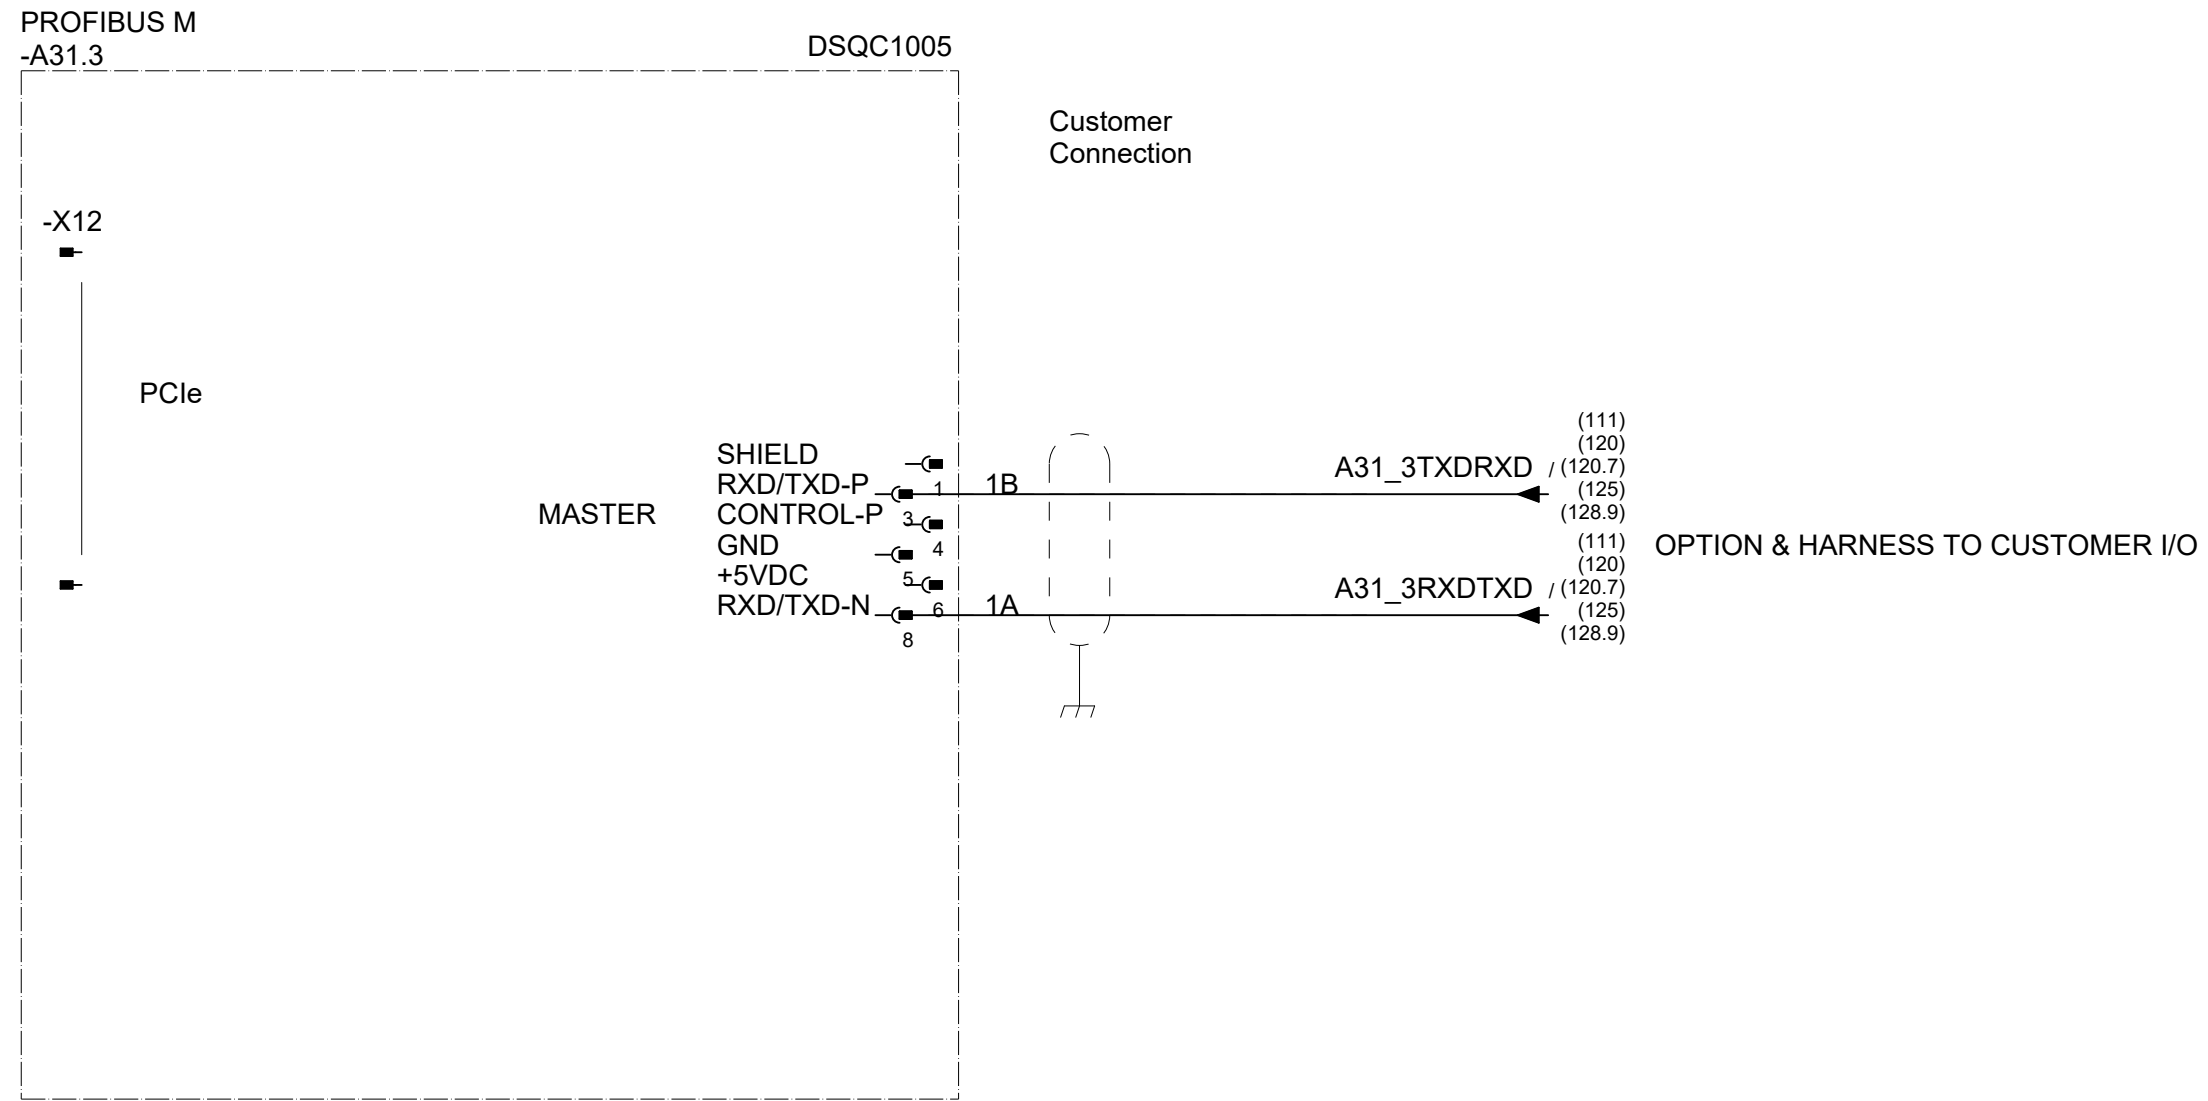 PROFIBUS M
-A31.3
DSQC1005
Customer
Connection
-X12
PCIe
MASTER
SHIELD
1
RXD/TXD-P
3
CONTROL-P
4
GND
5
+5VDC
6
RXD/TXD-N
8
1B
1A
A31_3TXDRXD /
(111)
(120)
(120.7)
(125)
(128.9)
A31_3RXDTXD /
(111)
(120)
(120.7)
(125)
(128.9)
OPTION & HARNESS TO CUSTOMER I/O